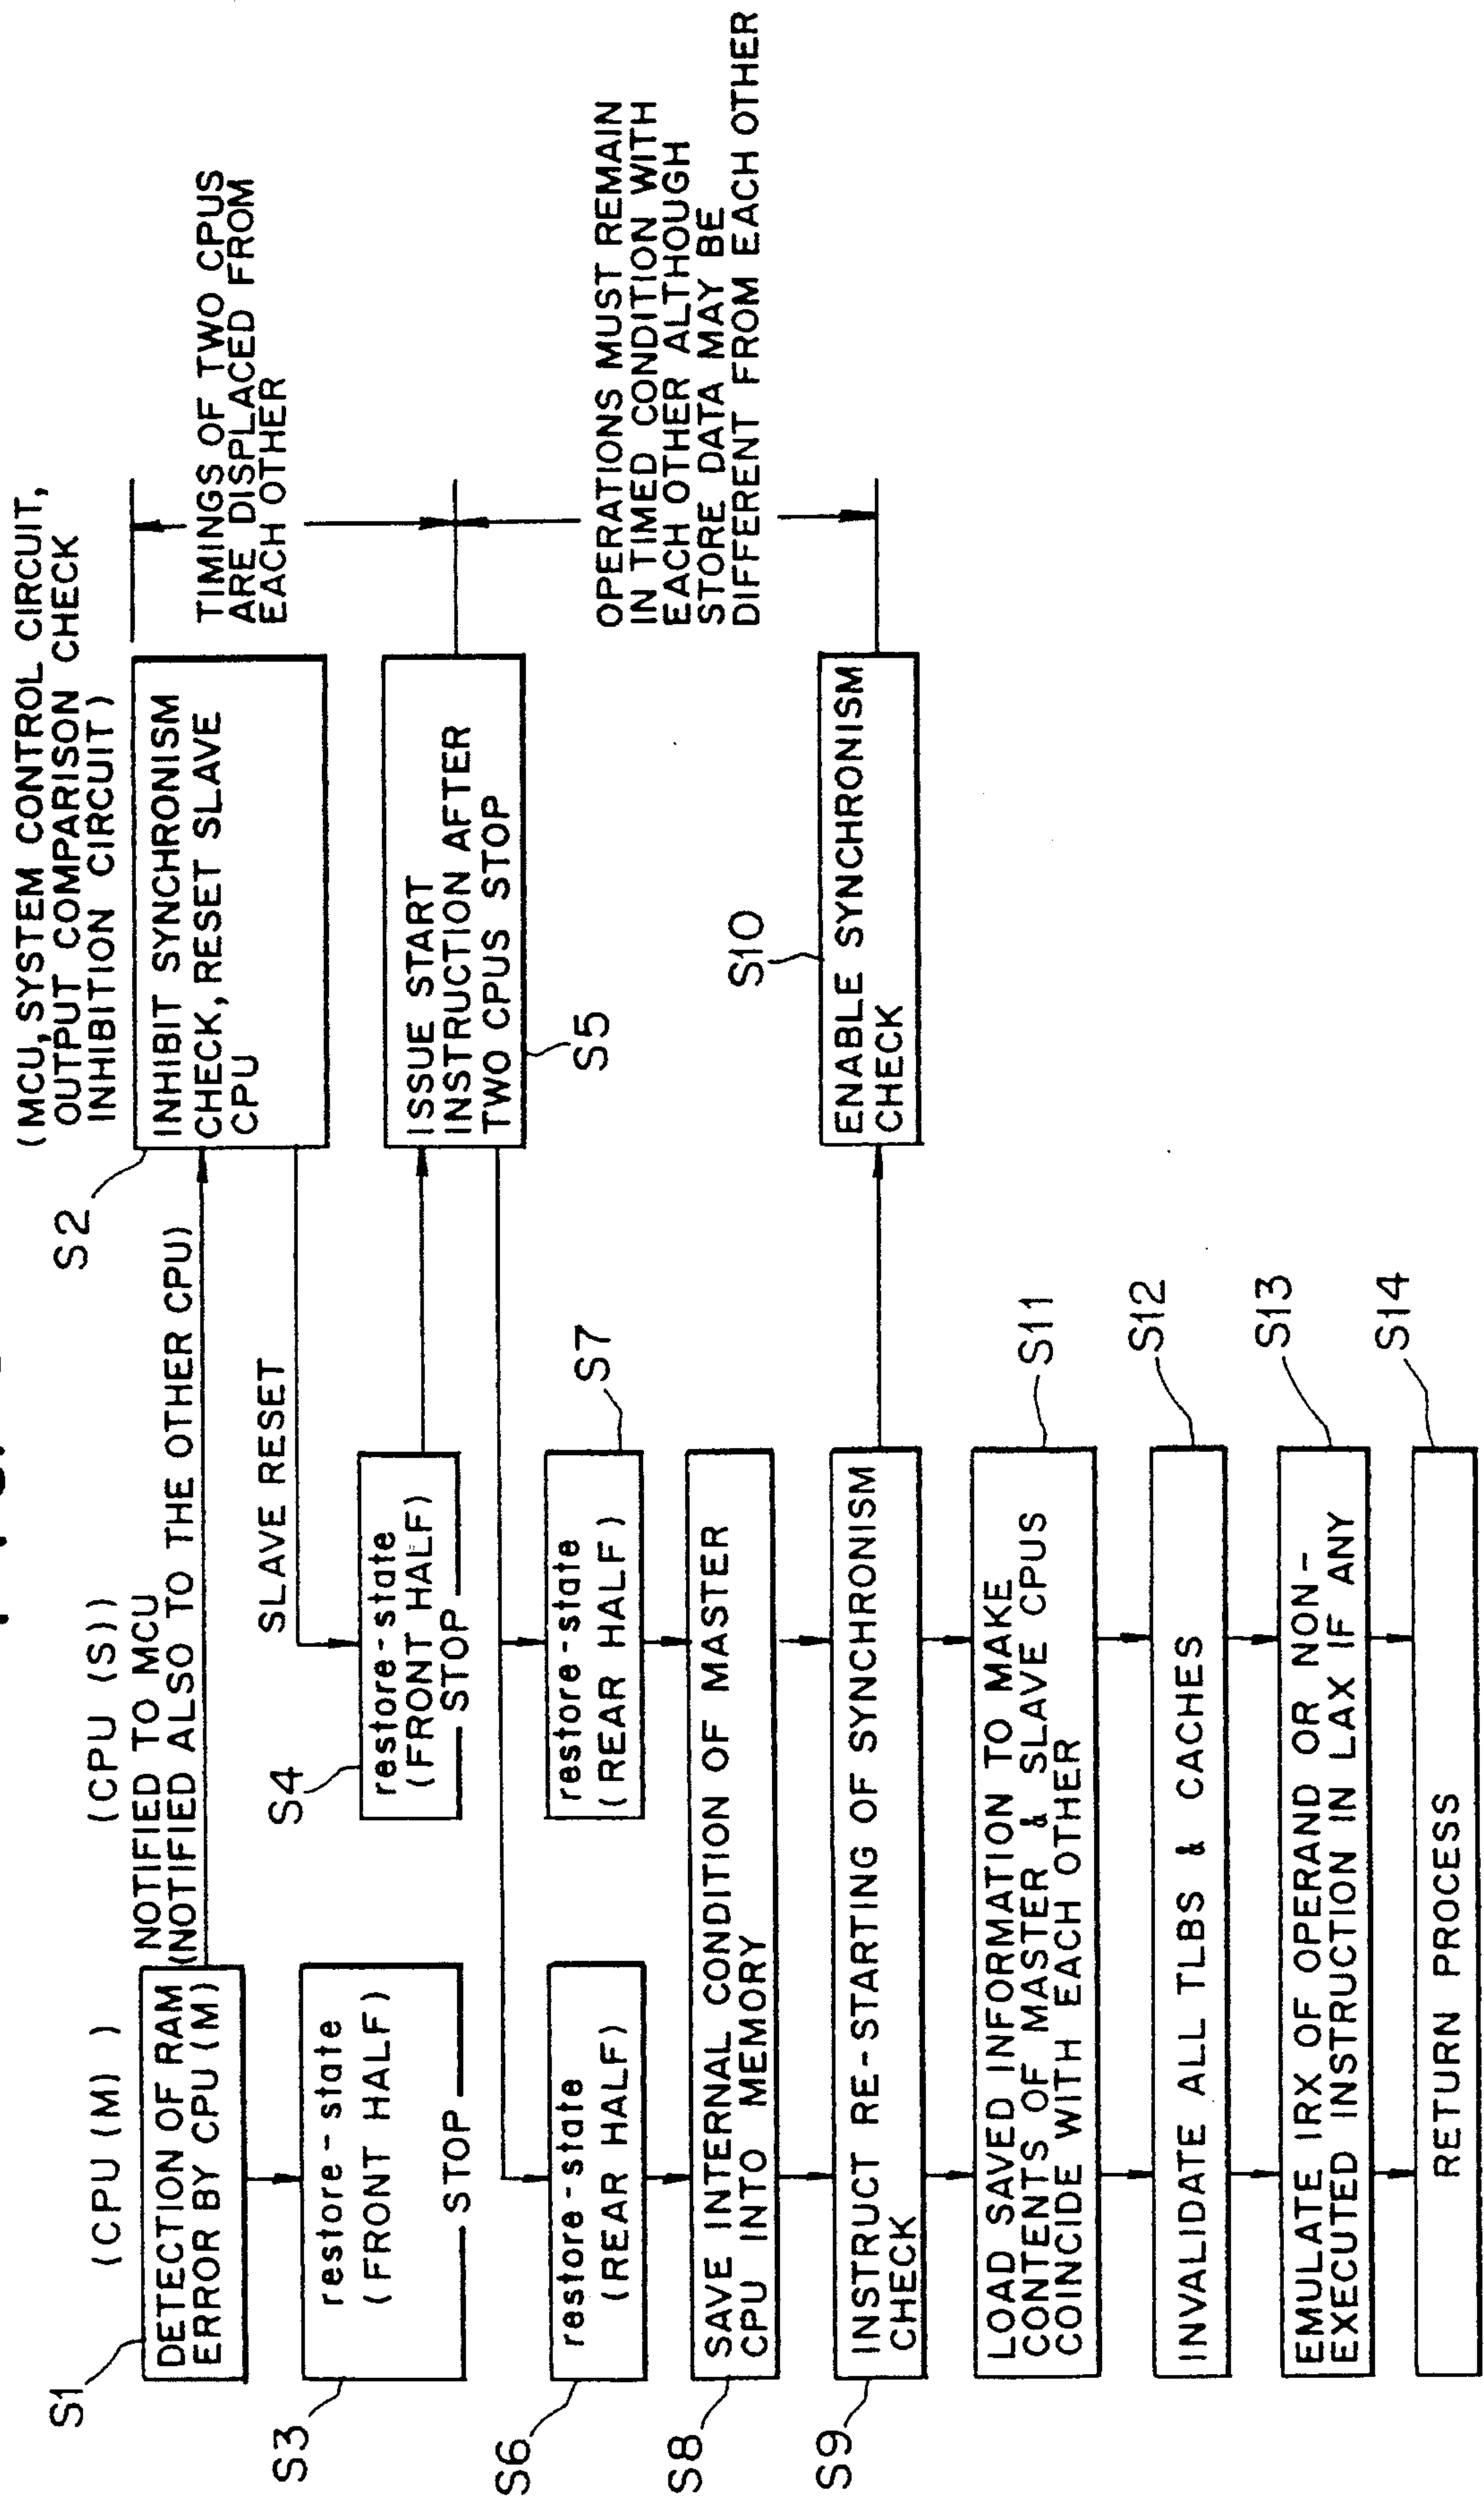 (CPU (M) )
(CPU (S))
(MCU, SYSTEM CONTROL CIRCUIT,
OUTPUT COMPARISON CHECK
INHIBITION CIRCUIT)
S1
DETECTION OF RAM
ERROR BY CPU (M)
NOTIFIED TO MCU
(NOTIFIED ALSO TO THE OTHER CPU)
S2
INHIBIT SYNCHRONISM
CHECK, RESET SLAVE
CPU
TIMINGS OF TWO CPUS
ARE DISPLACED FROM
EACH OTHER
SLAVE RESET
S3
restore-state
(FRONT HALF)
STOP
S4
restore-state
(FRONT HALF)
STOP
ISSUE START
INSTRUCTION AFTER
TWO CPUS STOP
S5
OPERATIONS MUST REMAIN
IN TIMED CONDITION WITH
EACH OTHER ALTHOUGH
STORE DATA MAY BE
DIFFERENT FROM EACH OTHER
S6
restore-state
(REAR HALF)
S7
restore-state
(REAR HALF)
S8
SAVE INTERNAL CONDITION OF MASTER
CPU INTO MEMORY
S9
INSTRUCT RE-STARTING OF SYNCHRONISM
CHECK
S10
ENABLE SYNCHRONISM
CHECK
LOAD SAVED INFORMATION TO MAKE
CONTENTS OF MASTER & SLAVE CPUS
COINCIDE WITH EACH OTHER
S11
INVALIDATE ALL TLBS & CACHES
S12
EMULATE IRX OF OPERAND OR NON-
EXECUTED INSTRUCTION IN LAX IF ANY
S13
RETURN PROCESS
S14